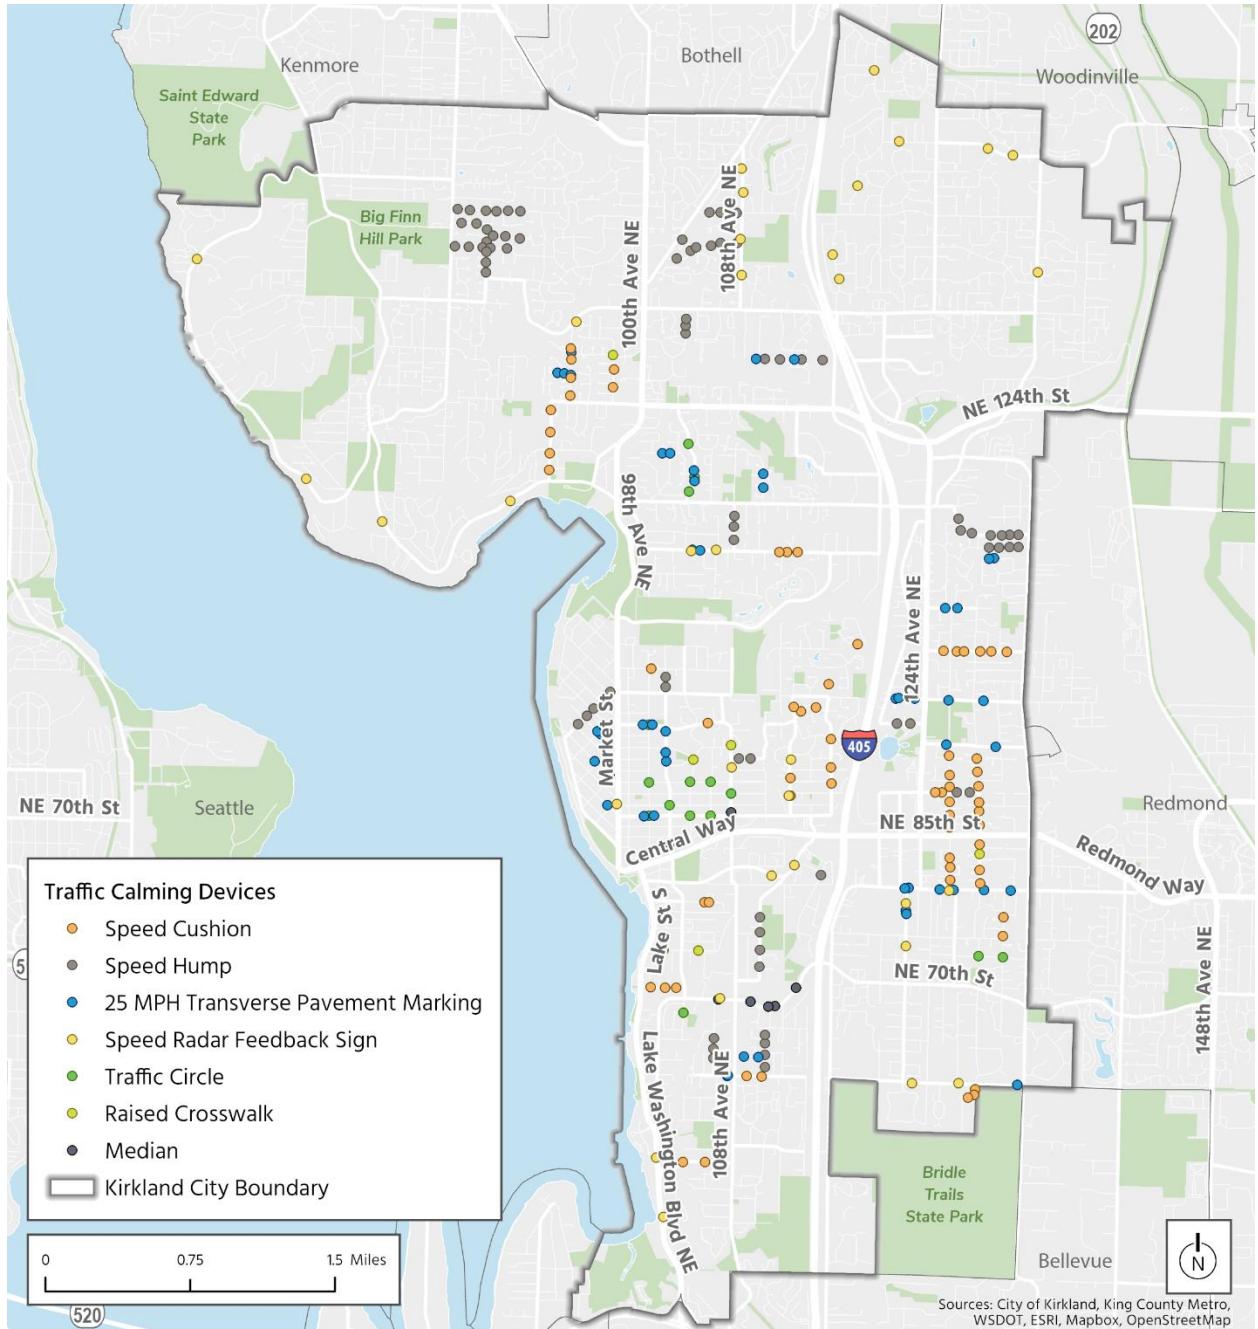 202
Bothell
Kenmore
Woodinville
Saint Edward
State
Park
Big Finn
Hill Park
108th Ave NE
100th Ave NE
NE 124th St
98th Ave NE
124th Ave NE
Market St
405
NE 70th St
Seattle
Redmond
NE 85th St
Central Way
Redmond Way
Traffic Calming Devices
Speed Cushion
Speed Hump
25 MPH Transverse Pavement Marking
Speed Radar Feedback Sign
Traffic Circle
Raised Crosswalk
Median
Kirkland City Boundary
5
Lake St S
NE 70th St
148th Ave NE
Lake Washington Blvd NE
108th Ave NE
Bridle
Trails
State Park
0 0.75 1.5 Miles
Bellevue
N
520
Sources: City of Kirkland, King County Metro,
WSDOT, ESRI, Mapbox, OpenStreetMap